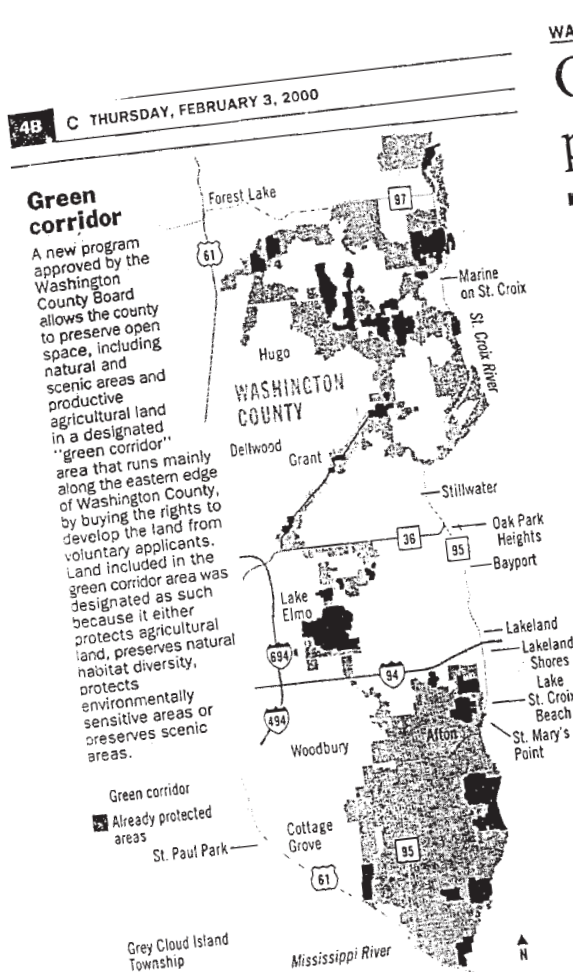 WA
4B C THURSDAY, FEBRUARY 3, 2000
Green
corridor
A new program
approved by the
Washington
County Board
allows the county
to preserve open
space, including
natural and
scenic areas and
productive
agricultural land
in a designated
"green corridor"
area that runs mainly
along the eastern edge
of Washington County,
by buying the rights to
develop the land from
voluntary applicants.
Land included in the
green corridor area was
designated as such
because it either
protects agricultural
land, preserves natural
habitat diversity,
protects
environmentally
sensitive areas or
preserves scenic
areas.
Green corridor
Already protected
areas
Forest Lake
97
61
Marine
on St. Croix
St. Croix River
Hugo
WASHINGTON
COUNTY
Dellwood
Grant
Stillwater
36
95
Oak Park
Heights
Bayport
Lake
Elmo
694
Lakeland
Lakeland
Shores
94
Lake
St. Croix
Beach
494
Afton
St. Mary's
Point
Woodbury
Cottage
Grove
95
St. Paul Park
61
Grey Cloud Island
Township
Mississippi River
N